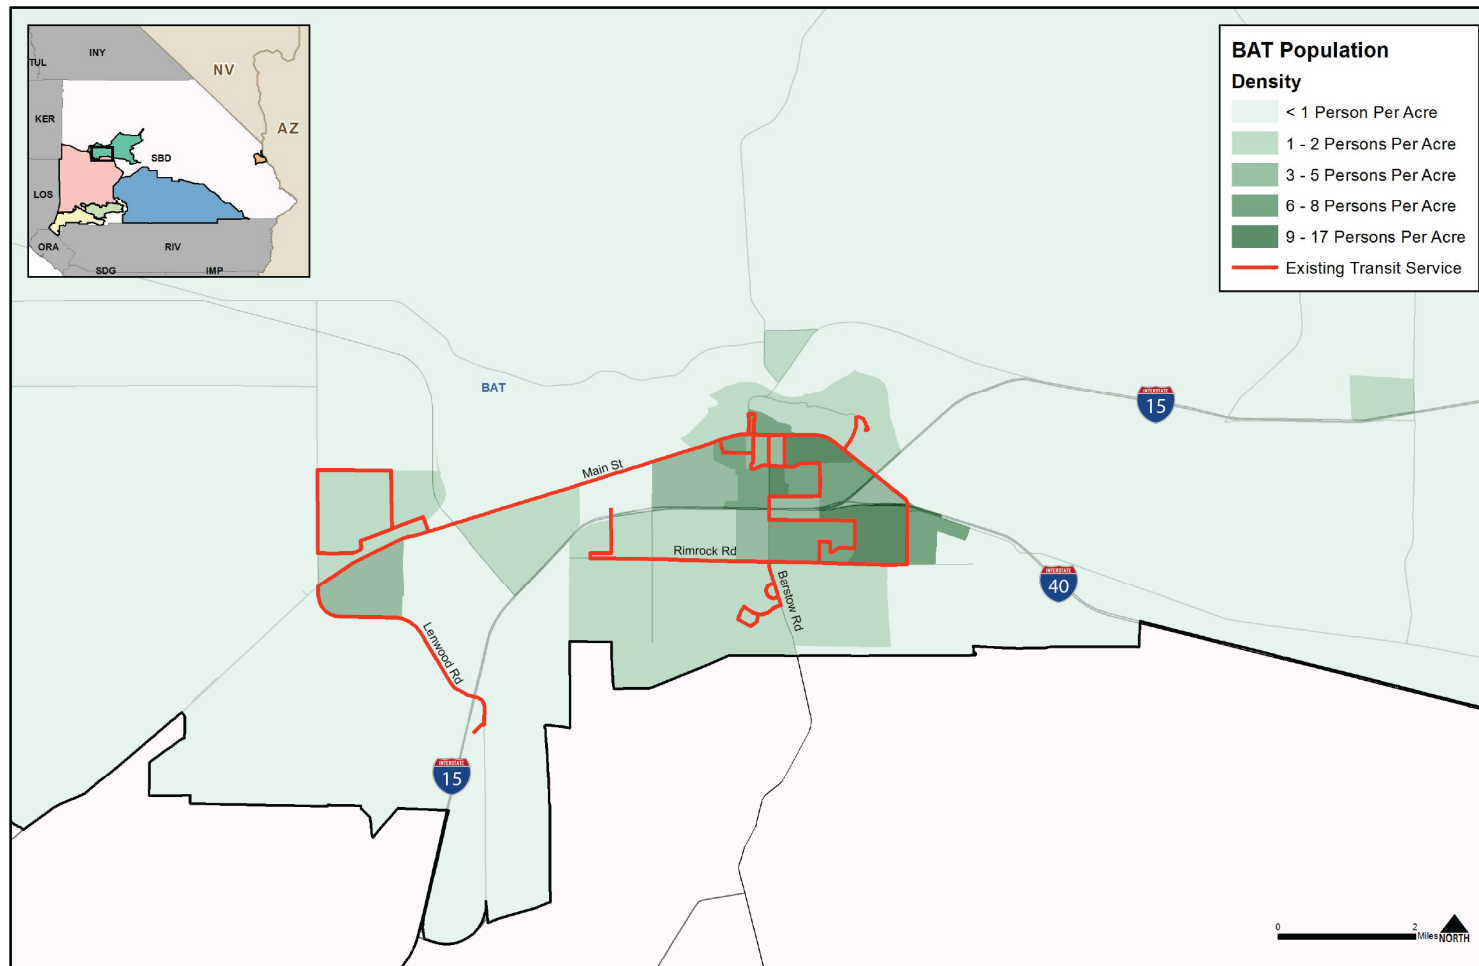 INY
TUL
NV
KER
AZ
SBD
LOS
ORA
RIV
SDG
IMP
BAT Population
Density
< 1 Person Per Acre
1 - 2 Persons Per Acre
3 - 5 Persons Per Acre
6 - 8 Persons Per Acre
9 - 17 Persons Per Acre
Existing Transit Service
BAT
INTERSTATE
15
Main St
Rimrock Rd
INTERSTATE
40
Barstow Rd
Lenwood Rd
INTERSTATE
15
0
2
Miles
NORTH